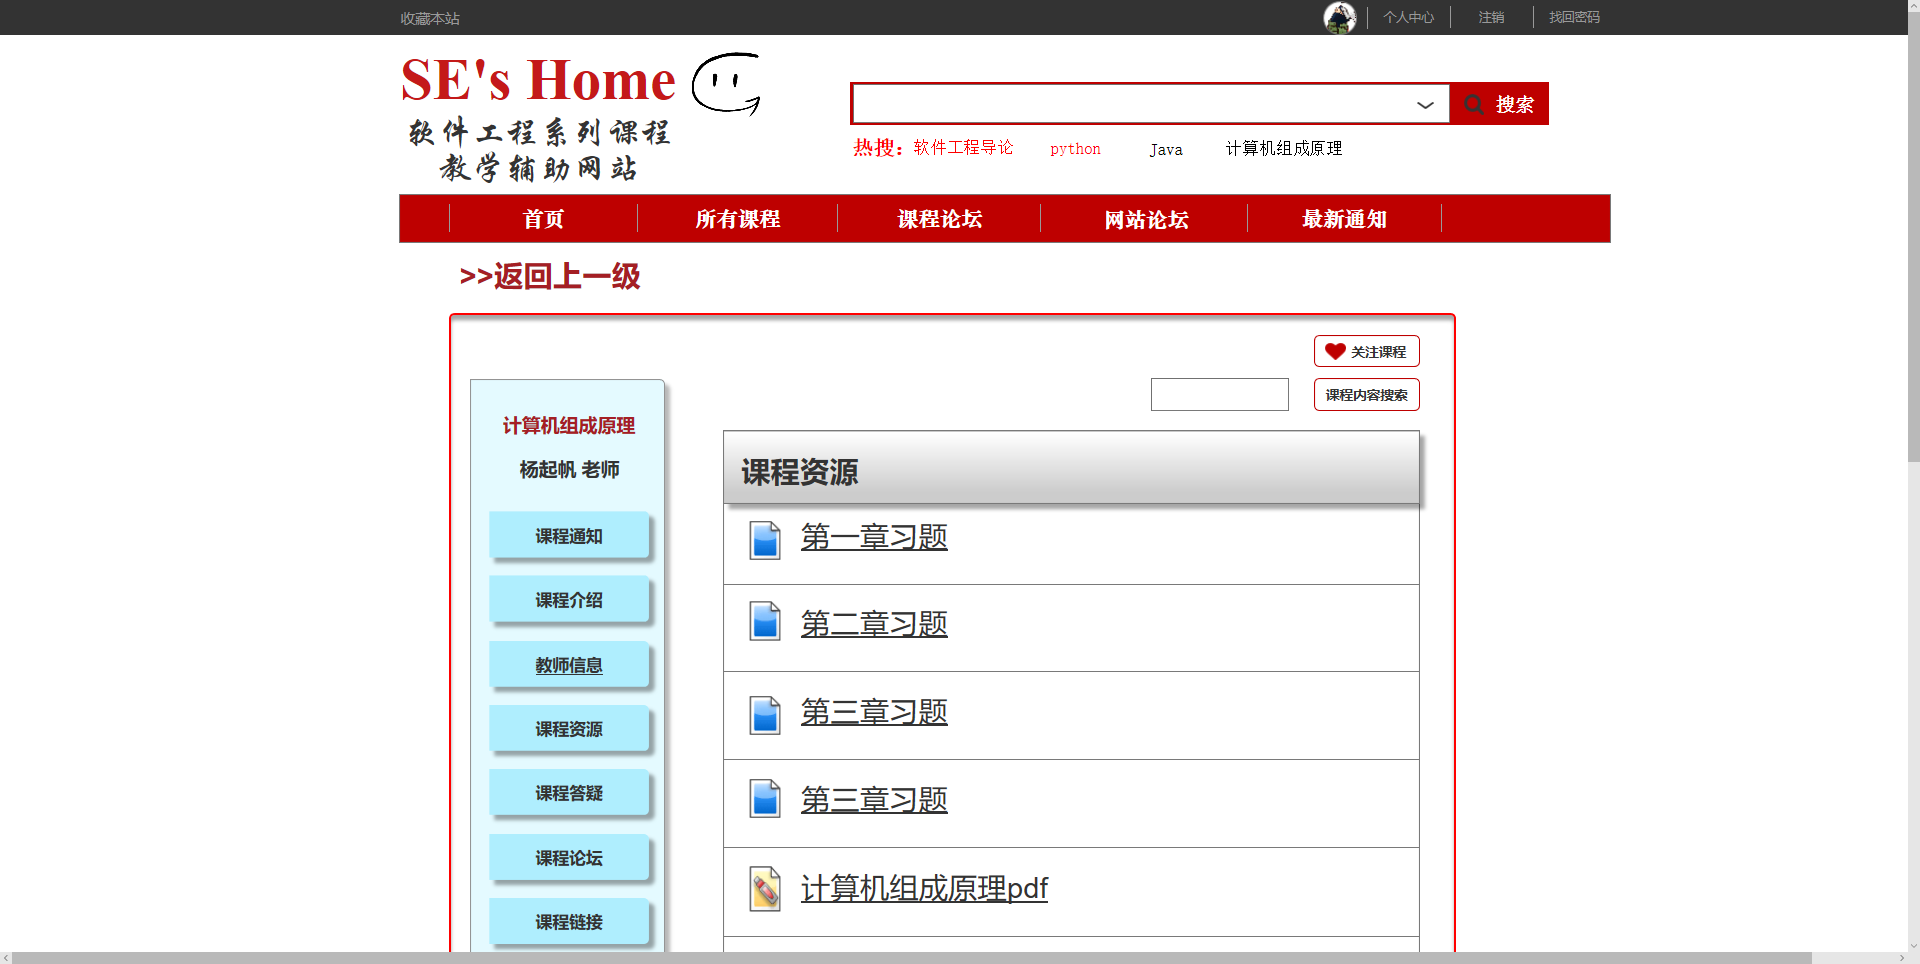 收藏本站
个人中心
注销
找回密码
SE's Home
软件工程系列课程
教学辅助网站
搜索
热搜：
软件工程导论
python
Java
计算机组成原理
首页
所有课程
课程论坛
网站论坛
最新通知
>>返回上一级
关注课程
课程内容搜索
计算机组成原理
杨起帆 老师
课程通知
课程介绍
教师信息
课程资源
课程答疑
课程论坛
课程链接
课程资源
第一章习题
第二章习题
第三章习题
第三章习题
计算机组成原理pdf